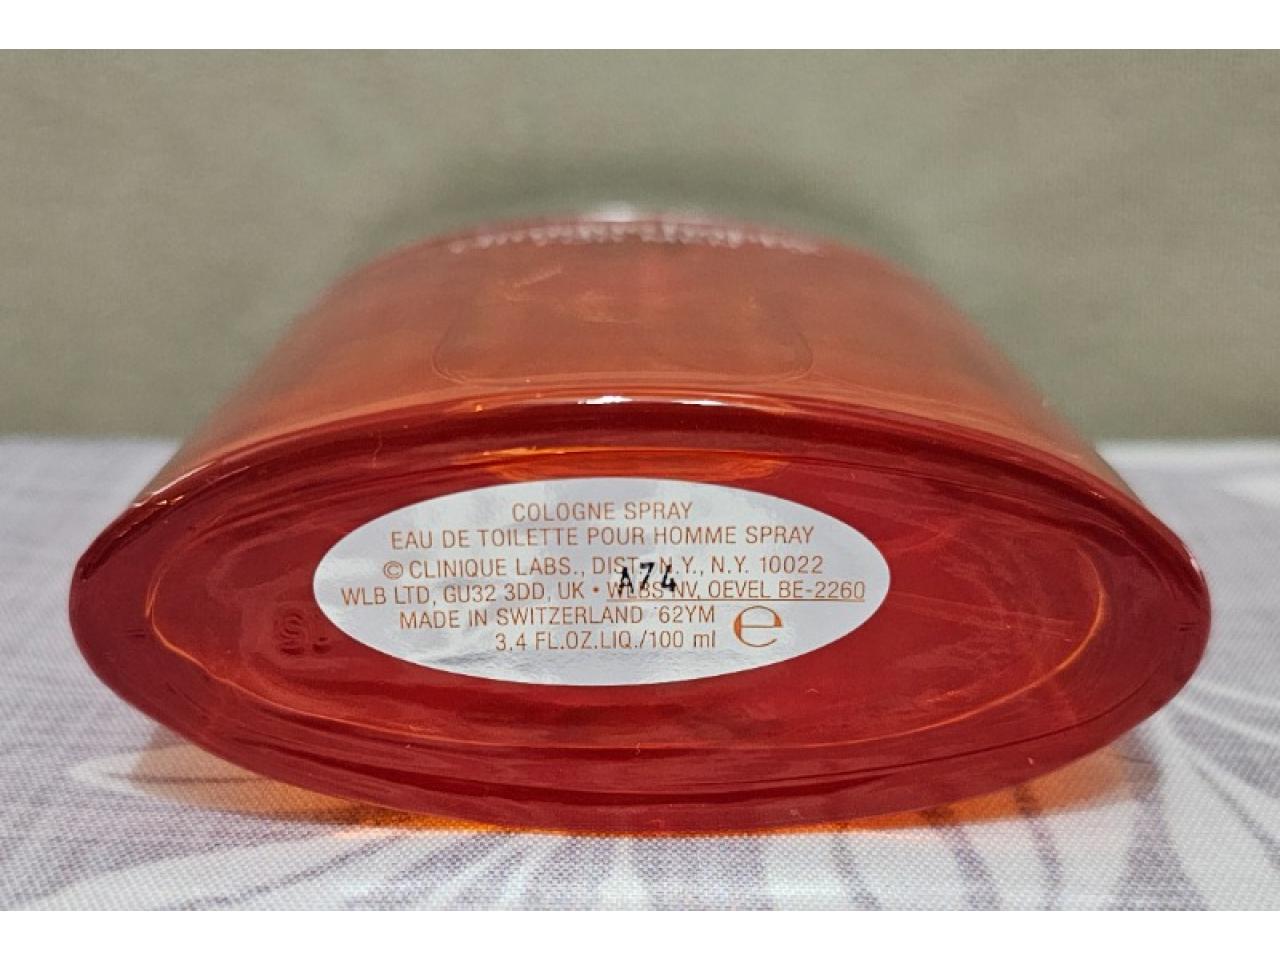 COLOGNE SPRAY
EAU DE TOILETTE POUR HOMME SPRAY
© CLINIQUE LABS., DIST. N.Y., N.Y. 10022
A74
WLB LTD, GU32 3DD, UK • WLBS NV, OEVEL BE-2260
MADE IN SWITZERLAND 62YM
3.4 FL.OZ.LIQ./100 ml e